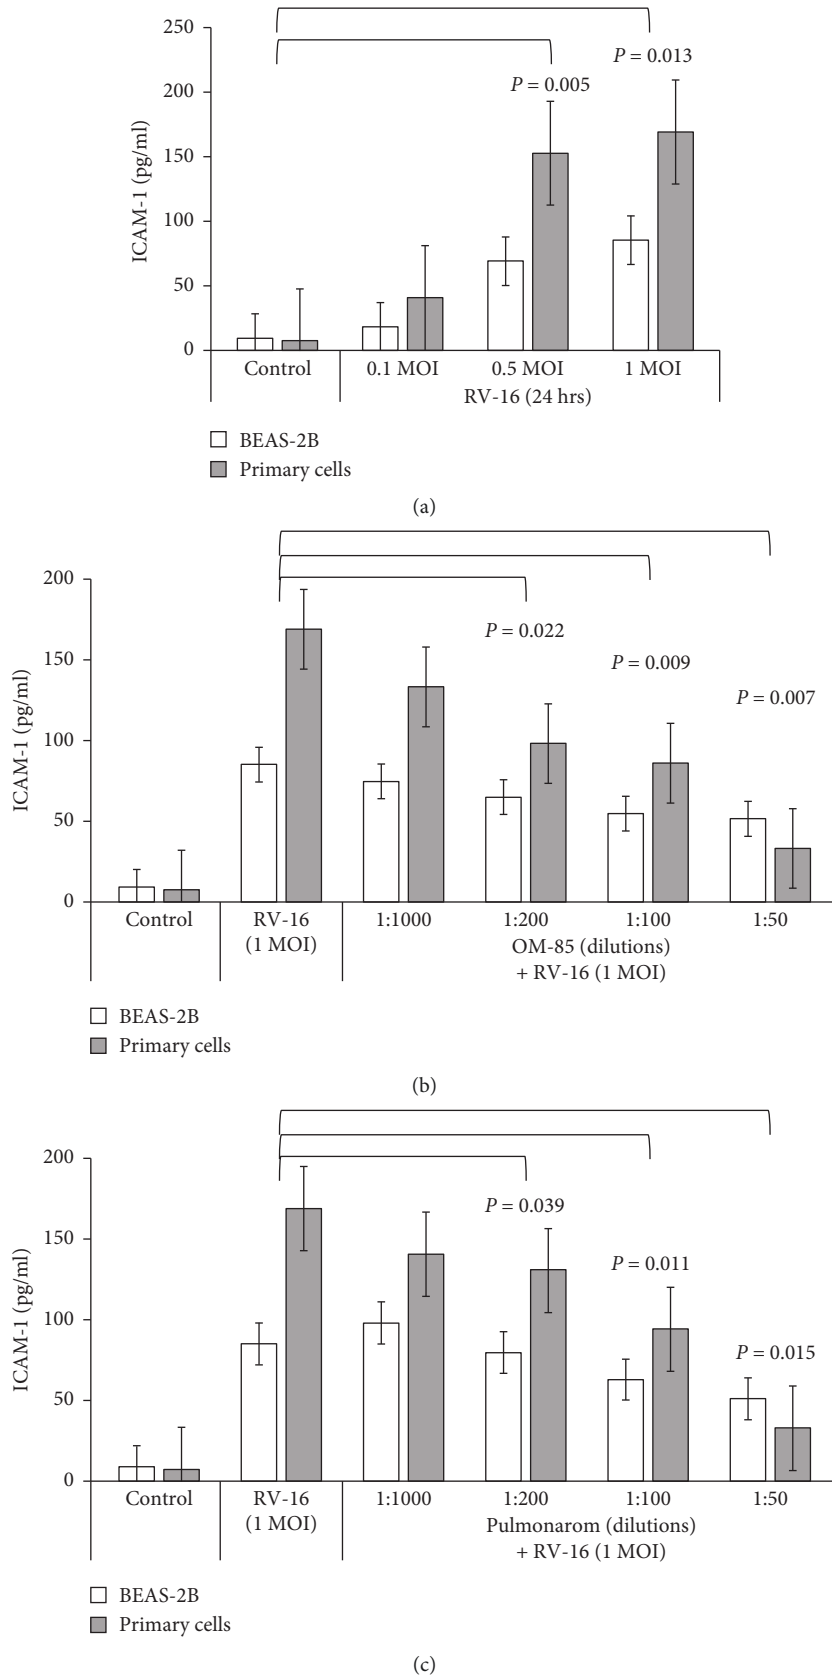 250
200
150
100
50
0
ICAM-1 (pg/ml)
P = 0.005
P = 0.013
Control
0.1 MOI
0.5 MOI
1 MOI
RV-16 (24 hrs)
BEAS-2B
Primary cells
(a)
200
150
100
50
0
ICAM-1 (pg/ml)
P = 0.022
P = 0.009
P = 0.007
Control
RV-16
(1 MOI)
1:1000
1:200
1:100
1:50
OM-85 (dilutions)
+ RV-16 (1 MOI)
BEAS-2B
Primary cells
(b)
200
150
100
50
0
ICAM-1 (pg/ml)
P = 0.039
P = 0.011
P = 0.015
Control
RV-16
(1 MOI)
1:1000
1:200
1:100
1:50
Pulmonarom (dilutions)
+ RV-16 (1 MOI)
BEAS-2B
Primary cells
(c)